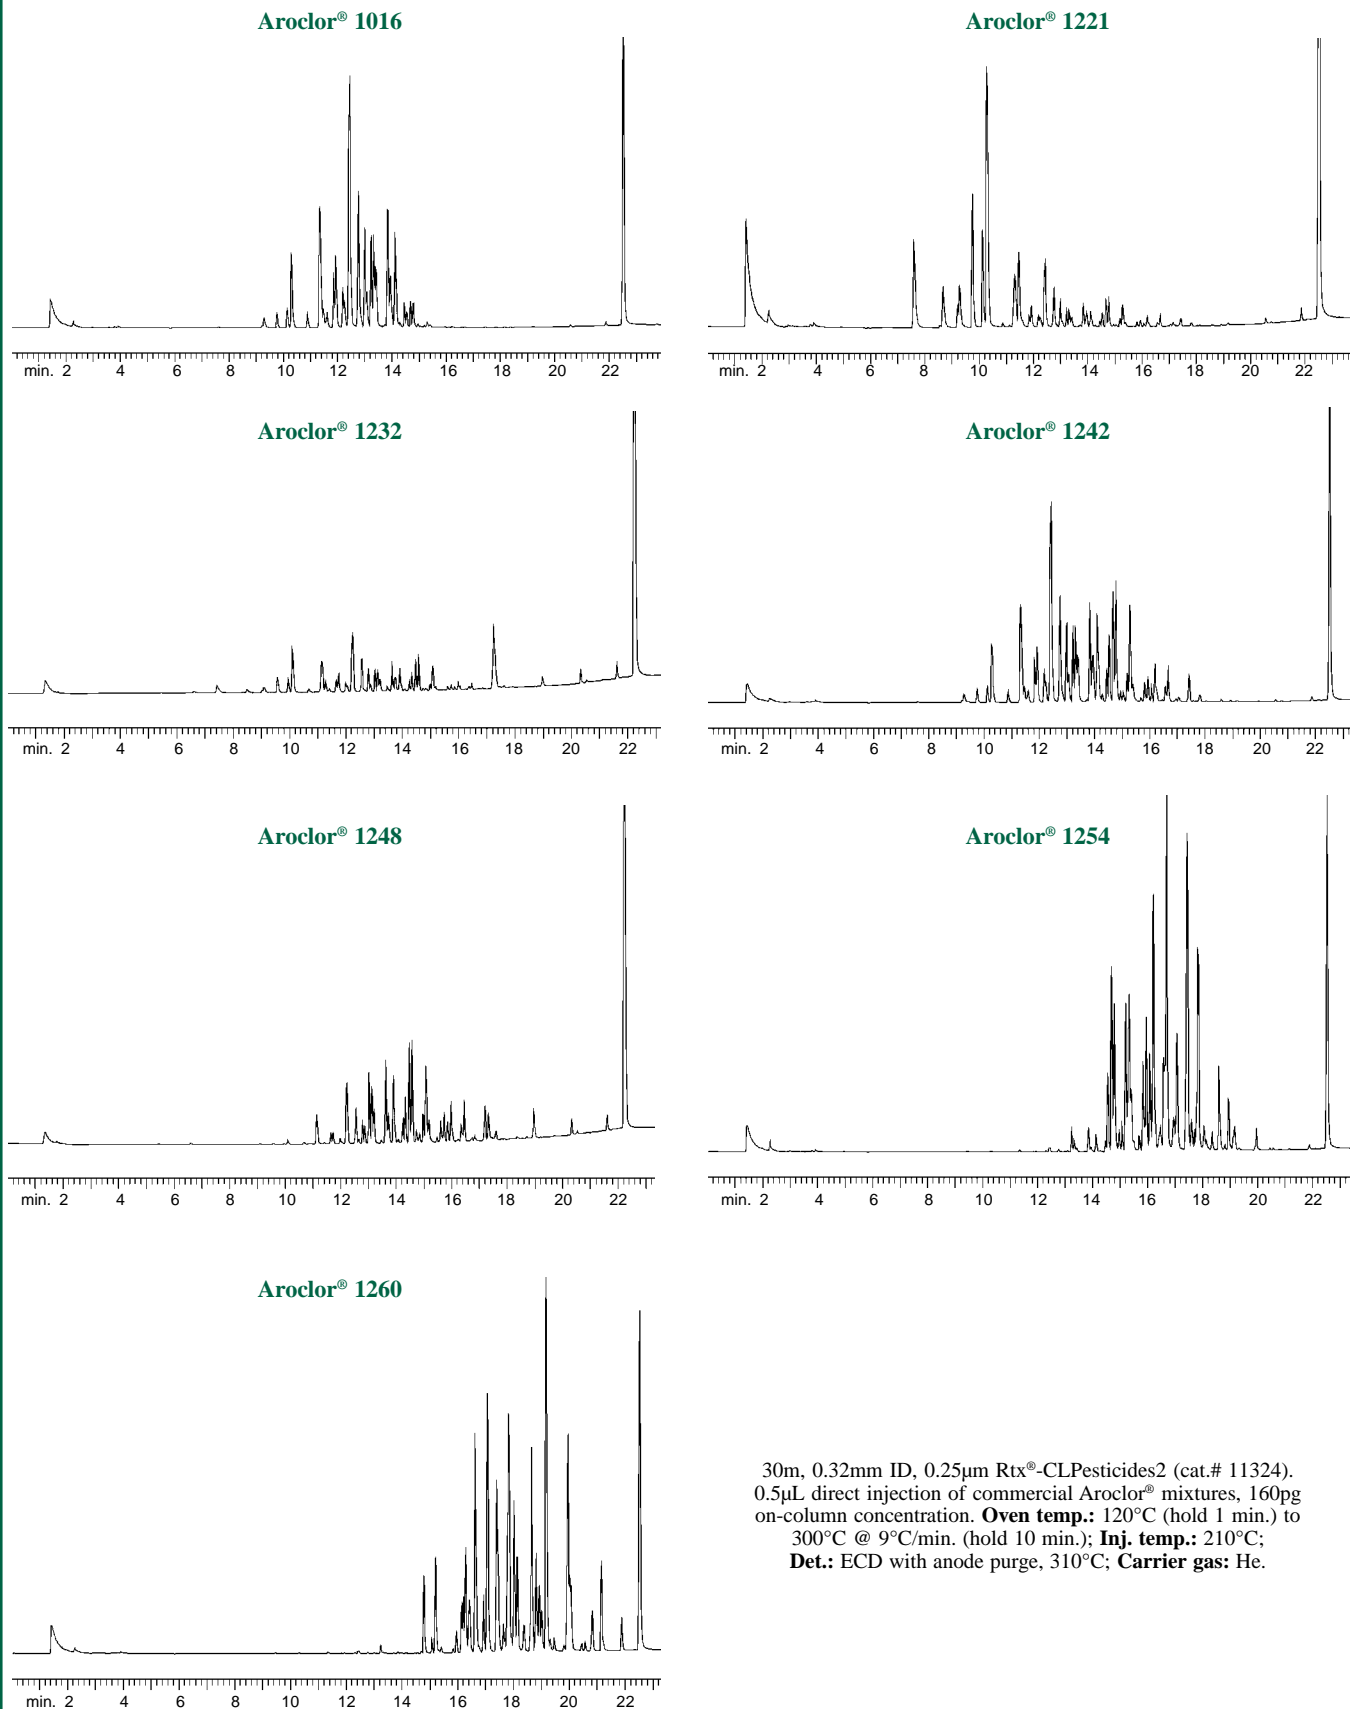 Aroclor® 1016
Aroclor® 1221
min. 2 4 6 8 10 12 14 16 18 20 22
min. 2 4 6 8 10 12 14 16 18 20 22
Aroclor® 1232
Aroclor® 1242
min. 2 4 6 8 10 12 14 16 18 20 22
min. 2 4 6 8 10 12 14 16 18 20 22
Aroclor® 1248
Aroclor® 1254
min. 2 4 6 8 10 12 14 16 18 20 22
min. 2 4 6 8 10 12 14 16 18 20 22
Aroclor® 1260
min. 2 4 6 8 10 12 14 16 18 20 22
30m, 0.32mm ID, 0.25µm Rtx®-CLPesticides2 (cat.# 11324).
0.5µL direct injection of commercial Aroclor® mixtures, 160pg
on-column concentration. Oven temp.: 120°C (hold 1 min.) to
300°C @ 9°C/min. (hold 10 min.); Inj. temp.: 210°C;
Det.: ECD with anode purge, 310°C; Carrier gas: He.